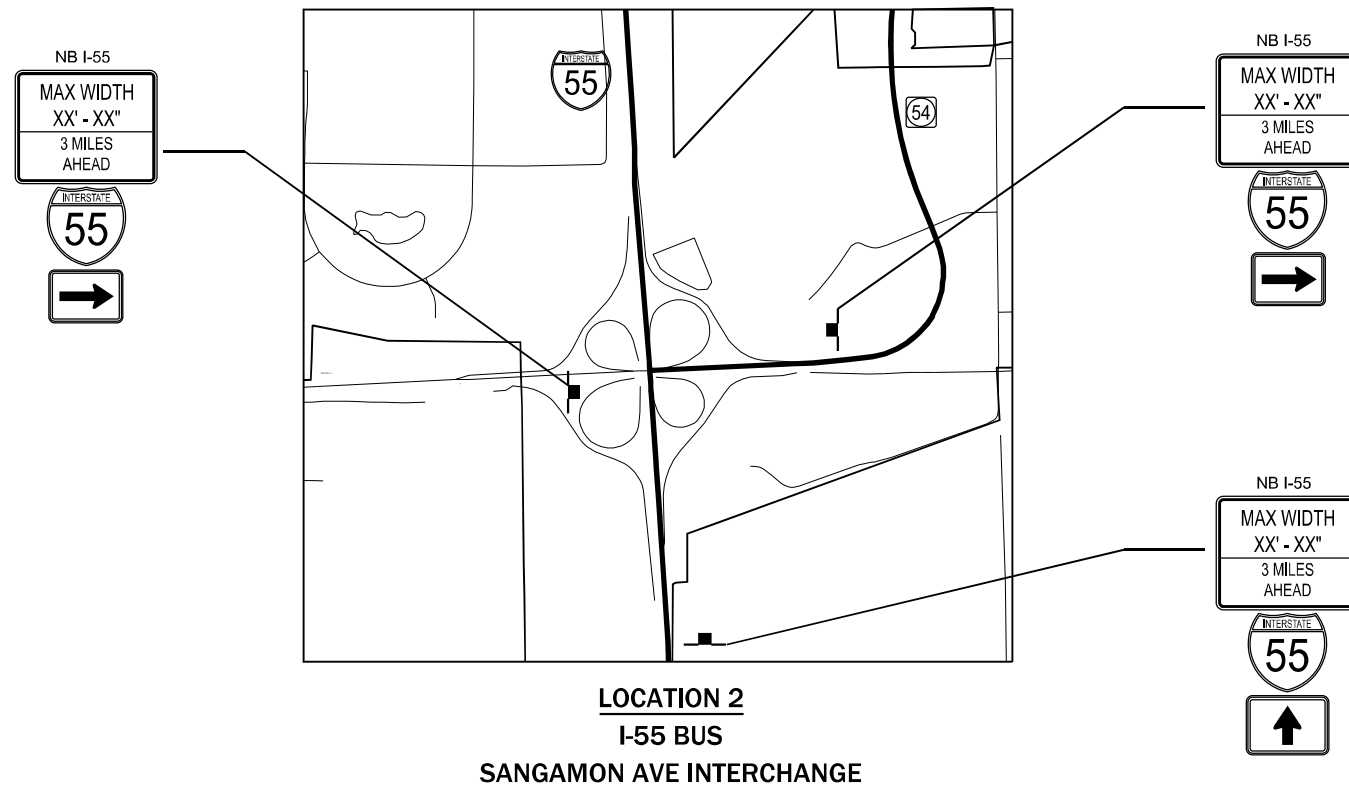 NB I-55
MAX WIDTH
XX' - XX"
3 MILES
AHEAD
INTERSTATE
55
INTERSTATE
55
54
NB I-55
MAX WIDTH
XX' - XX"
3 MILES
AHEAD
INTERSTATE
55
NB I-55
MAX WIDTH
XX' - XX"
3 MILES
AHEAD
INTERSTATE
55
LOCATION 2
I-55 BUS
SANGAMON AVE INTERCHANGE